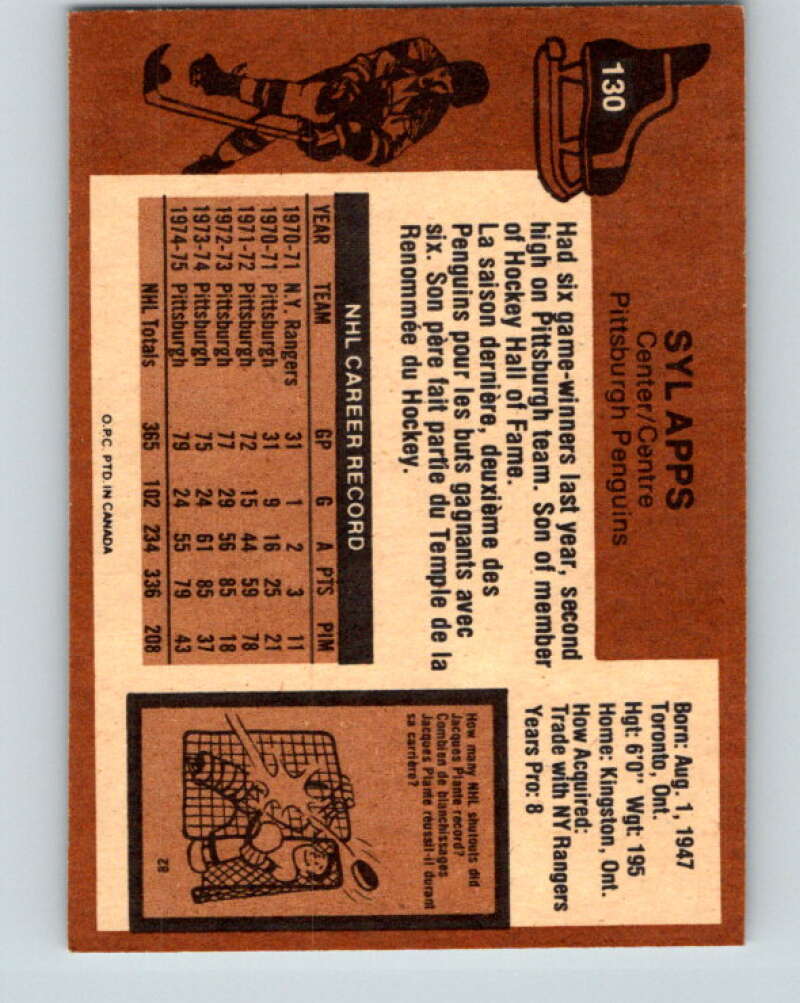 130
SYL APPS
Center/Centre
Pittsburgh Penguins
Born: Aug. 1, 1947
Toronto, Ont.
Hgt: 6'0" Wgt: 195
Home: Kingston, Ont.
How Acquired:
Trade with NY Rangers
Years Pro: 8
Had six game-winners last year, second
high on Pittsburgh team. Son of member
of Hockey Hall of Fame.
La saison dernière, deuxième des
Penguins pour les buts gagnants avec
six. Son père fait partie du Temple de la
Renommée du Hockey.
NHL CAREER RECORD
YEAR TEAM GP G A PTS PIM
1970-71 N.Y. Rangers 31 1 2 3 11
1970-71 Pittsburgh 31 9 16 25 21
1971-72 Pittsburgh 72 15 44 59 78
1972-73 Pittsburgh 77 29 56 85 18
1973-74 Pittsburgh 75 24 61 85 37
1974-75 Pittsburgh 79 24 55 79 43
NHL Totals 365 102 234 336 208
How many NHL shutouts did
Jacques Plante record?
Combien de blanchissages
Jacques Plante réussit-il durant
sa carrière?
82
O.P.C. PTD. IN CANADA